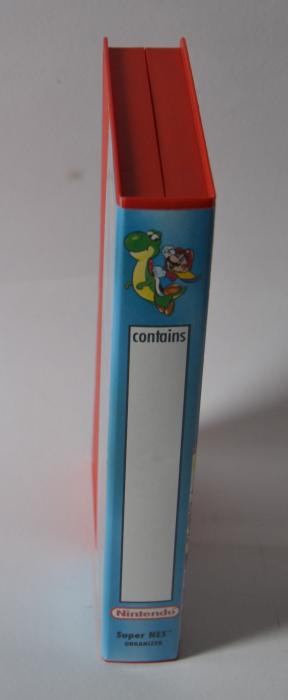 contains
Nintendo
Super NES™
ORGANIZER